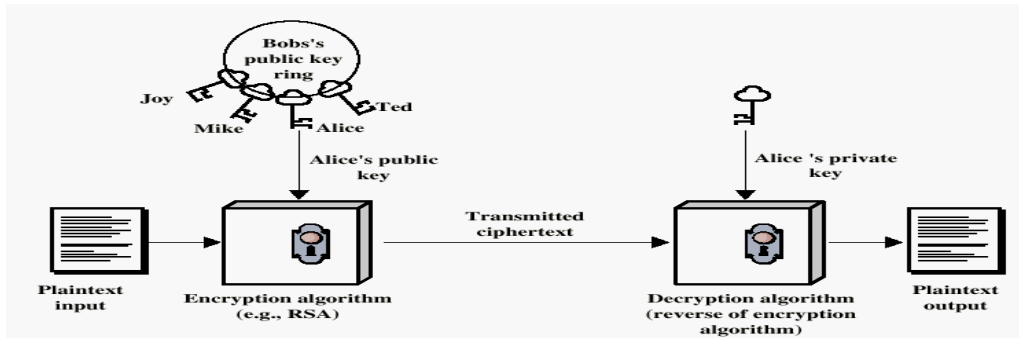 Bobs's
public key
ring
Joy
Ted
Mike
Alice
Alice's public
key
Alice 's private
key
Transmitted
ciphertext
Plaintext
input
Encryption algorithm
(e.g., RSA)
Decryption algorithm
(reverse of encryption
algorithm)
Plaintext
output